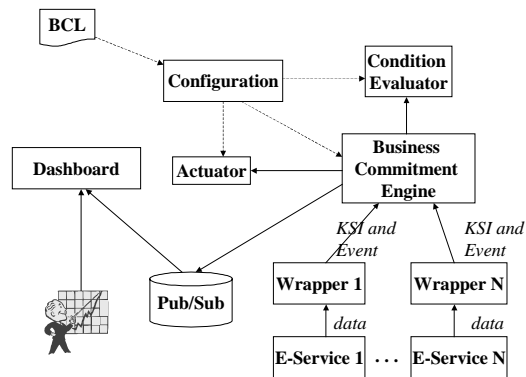 BCL
Configuration
Condition
Evaluator
Dashboard
Actuator
Business
Commitment
Engine
KSI and
Event
KSI and
Event
Pub/Sub
Wrapper 1
Wrapper N
data
data
E-Service 1
. . .
E-Service N